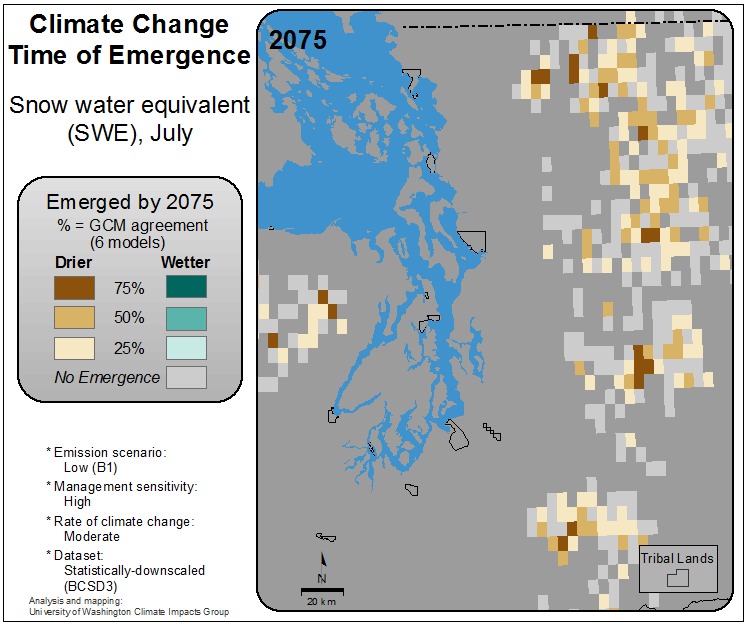 Climate Change
Time of Emergence
Snow water equivalent
(SWE), July
Emerged by 2075
% = GCM agreement
(6 models)
Drier Wetter
75%
50%
25%
No Emergence
* Emission scenario:
Low (B1)
* Management sensitivity:
High
* Rate of climate change:
Moderate
* Dataset:
Statistically-downscaled
(BCSD3)
Analysis and mapping:
University of Washington Climate Impacts Group
2075
N
20 km
Tribal Lands